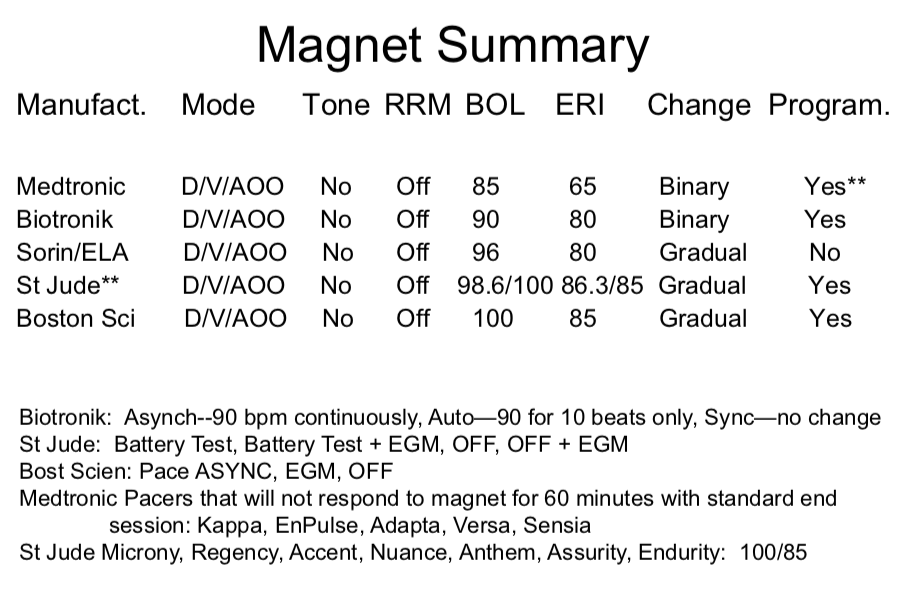 Magnet Summary
Manufact. Mode Tone RRM BOL ERI Change Program.
Medtronic D/V/AOO No Off 85 65 Binary Yes**
Biotronik D/V/AOO No Off 90 80 Binary Yes
Sorin/ELA D/V/AOO No Off 96 80 Gradual No
St Jude** D/V/AOO No Off 98.6/100 86.3/85 Gradual Yes
Boston Sci D/V/AOO No Off 100 85 Gradual Yes
Biotronik: Asynch--90 bpm continuously, Auto—90 for 10 beats only, Sync—no change
St Jude: Battery Test, Battery Test + EGM, OFF, OFF + EGM
Bost Scien: Pace ASYNC, EGM, OFF
Medtronic Pacers that will not respond to magnet for 60 minutes with standard end
session: Kappa, EnPulse, Adapta, Versa, Sensia
St Jude Microny, Regency, Accent, Nuance, Anthem, Assurity, Endurity: 100/85